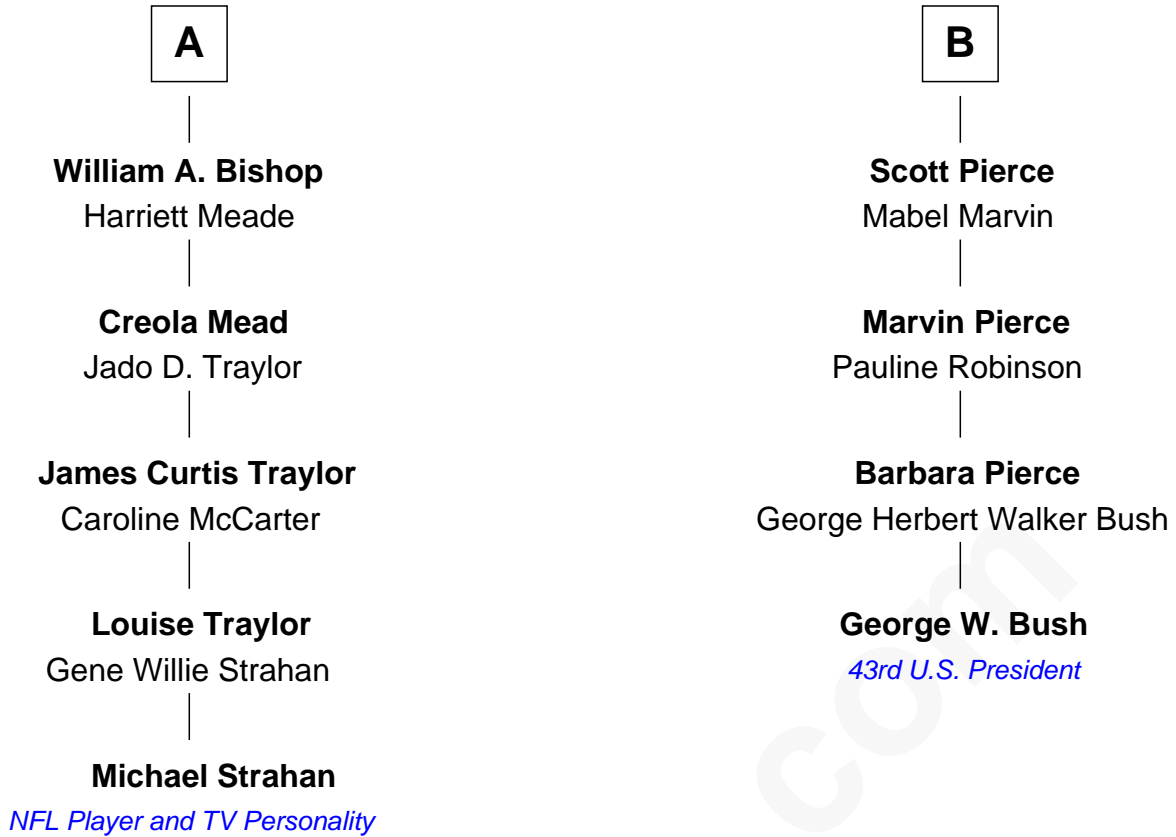 A
William A. Bishop
Harriett Meade
Creola Mead
Jado D. Traylor
James Curtis Traylor
Caroline McCarter
Louise Traylor
Gene Willie Strahan
Michael Strahan
NFL Player and TV Personality
B
Scott Pierce
Mabel Marvin
Marvin Pierce
Pauline Robinson
Barbara Pierce
George Herbert Walker Bush
George W. Bush
43rd U.S. President
com